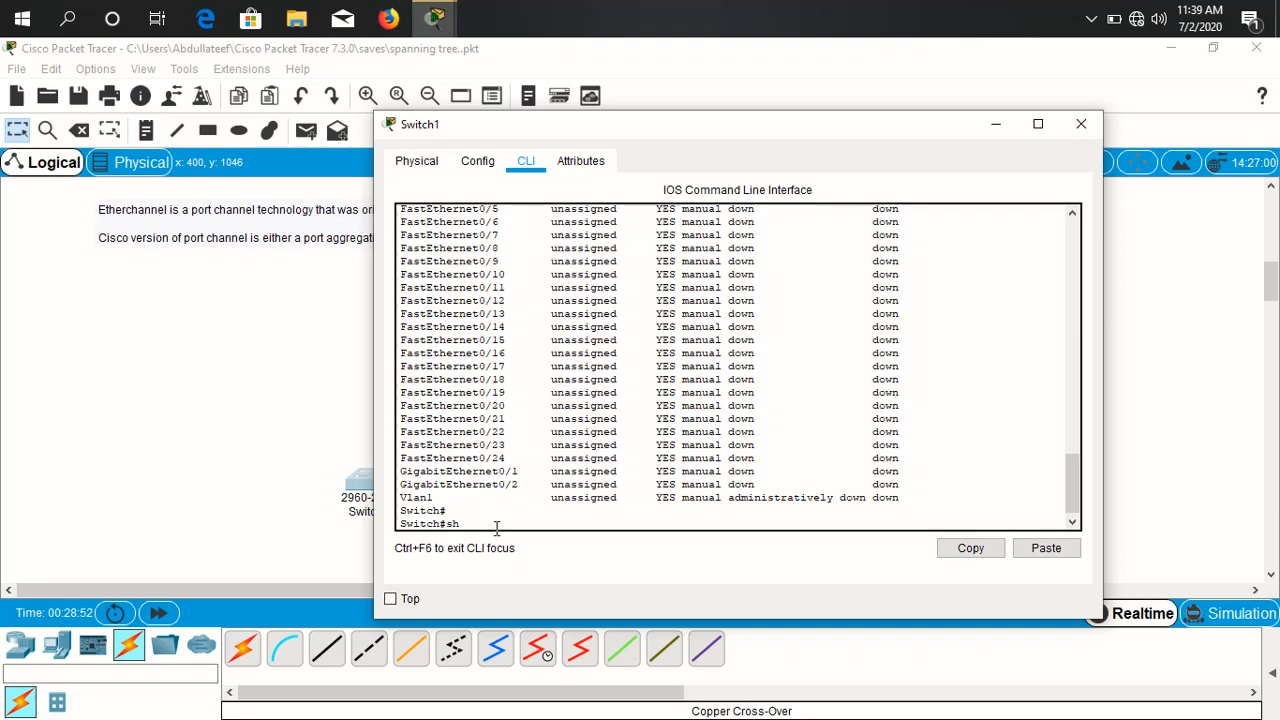 11:39 AM
7/2/2020
1
Cisco Packet Tracer - C:\Users\Abdullateef\Cisco Packet Tracer 7.3.0\saves\spanning tree..pkt
File Edit Options View Tools Extensions Help
?
Switch1
Logical Physical x: 400, y: 1046
14:27:00
Physical Config CLI Attributes
IOS Command Line Interface
Etherchannel is a port channel technology that was ori
Cisco version of port channel is either a port aggregati
FastEthernet0/5 unassigned YES manual down down
FastEthernet0/6 unassigned YES manual down down
FastEthernet0/7 unassigned YES manual down down
FastEthernet0/8 unassigned YES manual down down
FastEthernet0/9 unassigned YES manual down down
FastEthernet0/10 unassigned YES manual down down
FastEthernet0/11 unassigned YES manual down down
FastEthernet0/12 unassigned YES manual down down
FastEthernet0/13 unassigned YES manual down down
FastEthernet0/14 unassigned YES manual down down
FastEthernet0/15 unassigned YES manual down down
FastEthernet0/16 unassigned YES manual down down
FastEthernet0/17 unassigned YES manual down down
FastEthernet0/18 unassigned YES manual down down
FastEthernet0/19 unassigned YES manual down down
FastEthernet0/20 unassigned YES manual down down
FastEthernet0/21 unassigned YES manual down down
FastEthernet0/22 unassigned YES manual down down
FastEthernet0/23 unassigned YES manual down down
FastEthernet0/24 unassigned YES manual down down
GigabitEthernet0/1 unassigned YES manual down down
GigabitEthernet0/2 unassigned YES manual down down
Vlan1 unassigned YES manual administratively down down
Switch#
Switch#sh
2960-2
Switc
Ctrl+F6 to exit CLI focus
Copy Paste
Top
Time: 00:28:52
Realtime Simulation
Copper Cross-Over